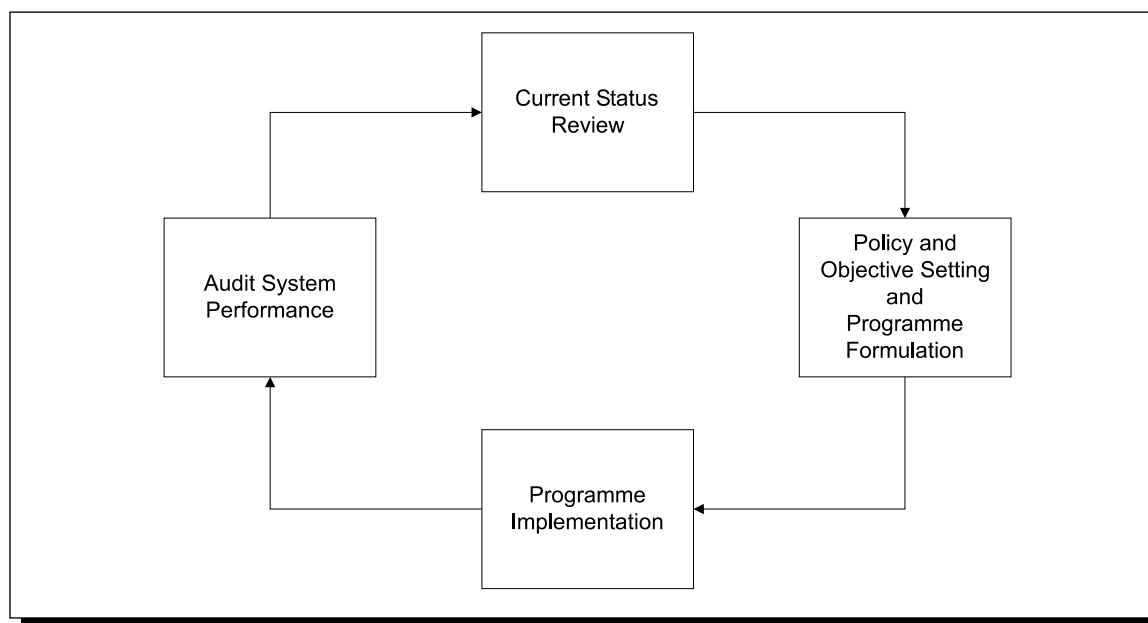 Current Status
Review
Policy and
Objective Setting
and
Programme
Formulation
Audit System
Performance
Programme
Implementation